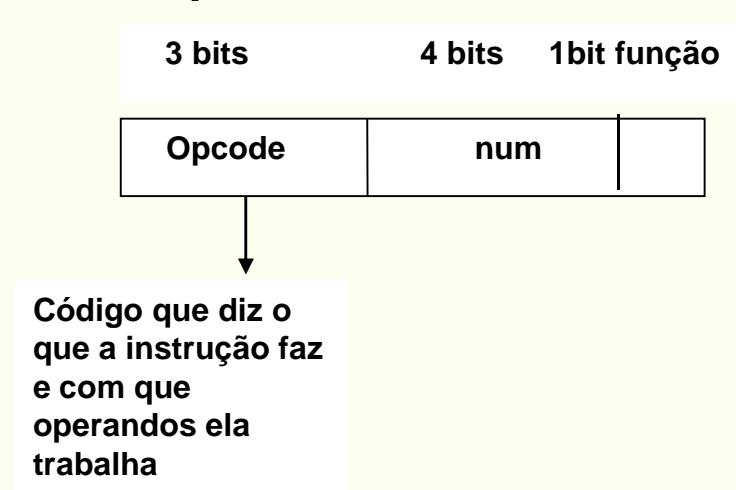 3 bits 4 bits 1bit função
Opcode num
Código que diz o
que a instrução faz
e com que
operandos ela
trabalha